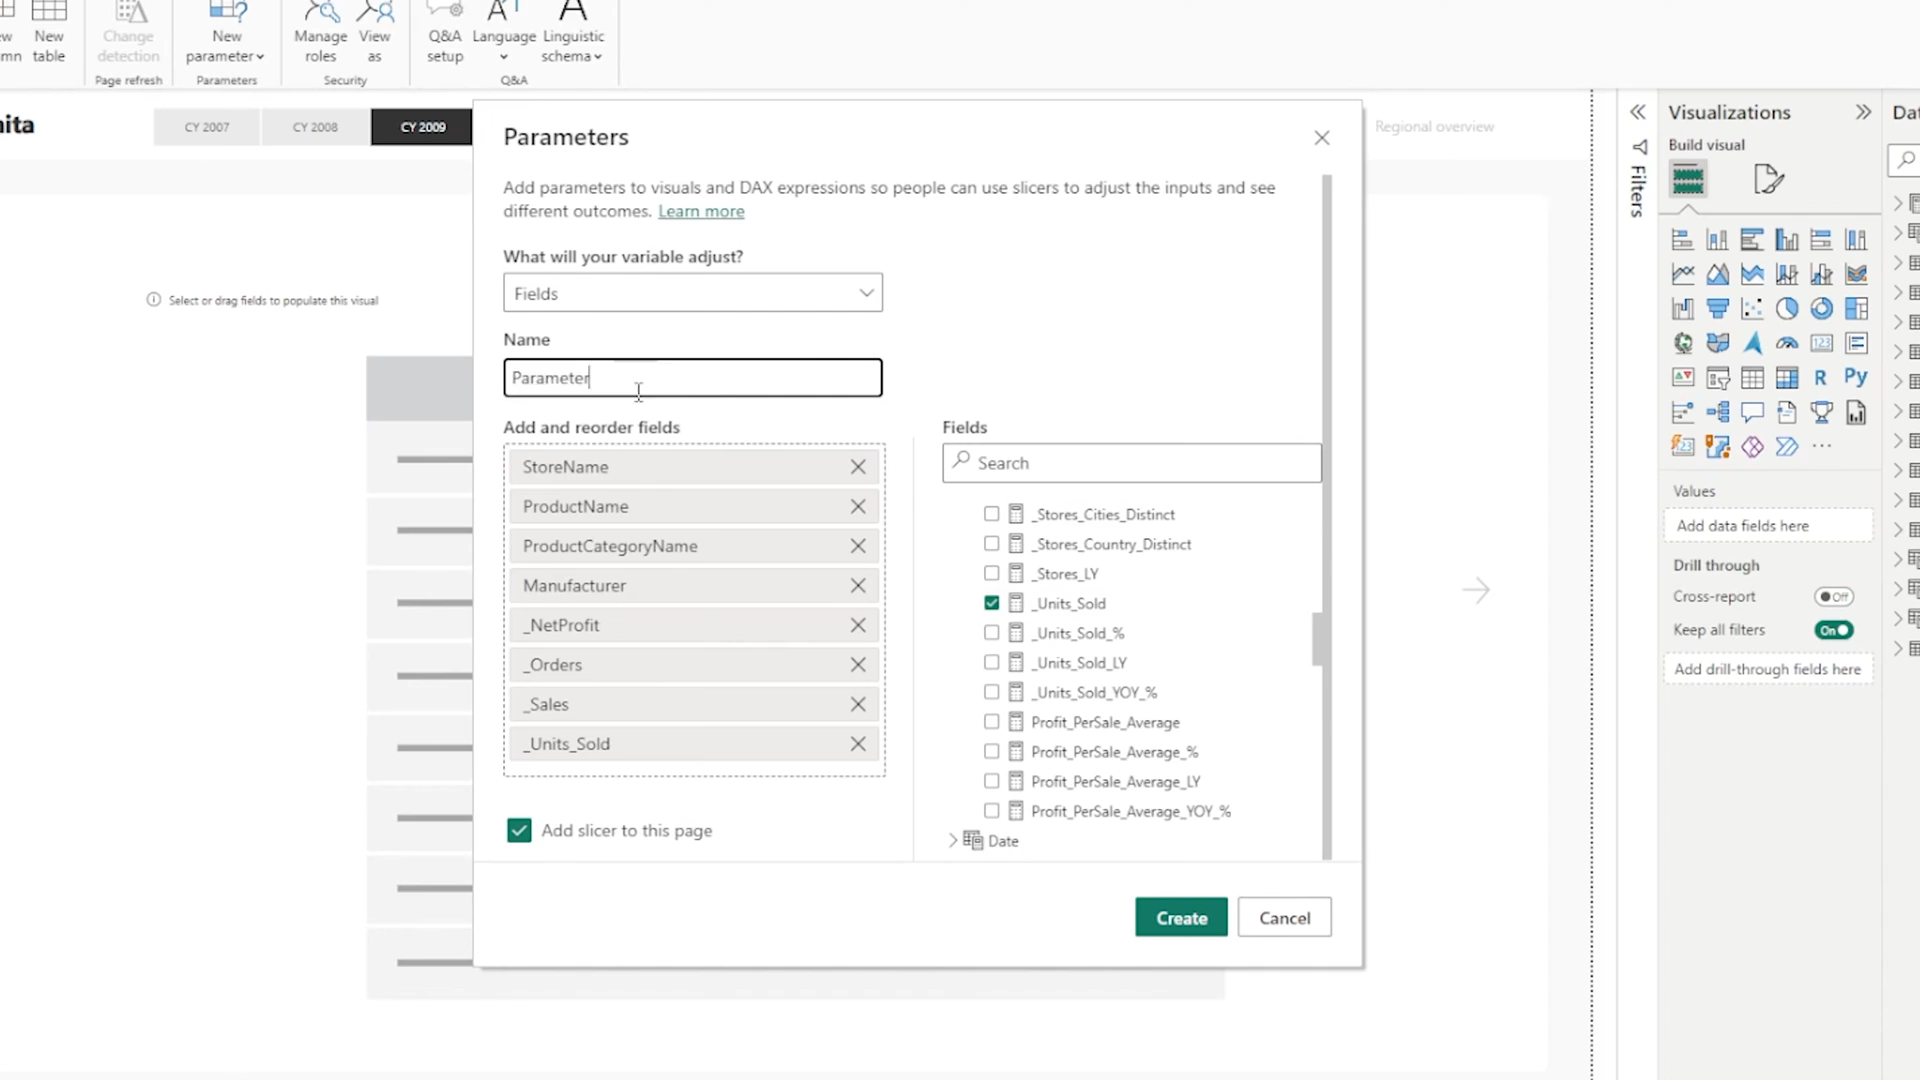 New
table
Change
detection
Page refresh
New
parameter
Parameters
Manage
roles
View
as
Security
Q&A
setup
Language
Linguistic
schema
Q&A
nita
CY 2007
CY 2008
CY 2009
Regional overview
Select or drag fields to populate this visual
Parameters
Add parameters to visuals and DAX expressions so people can use slicers to adjust the inputs and see
different outcomes. Learn more
What will your variable adjust?
Fields
Name
Parameter
Add and reorder fields
StoreName
ProductName
ProductCategoryName
Manufacturer
_NetProfit
_Orders
_Sales
_Units_Sold
Add slicer to this page
Fields
Search
_Stores_Cities_Distinct
_Stores_Country_Distinct
_Stores_LY
_Units_Sold
_Units_Sold_%
_Units_Sold_LY
_Units_Sold_YOY_%
Profit_PerSale_Average
Profit_PerSale_Average_%
Profit_PerSale_Average_LY
Profit_PerSale_Average_YOY_%
Date
Create
Cancel
Filters
Visualizations
Build visual
123
R
Py
123
Values
Add data fields here
Drill through
Cross-report
Off
Keep all filters
On
Add drill-through fields here